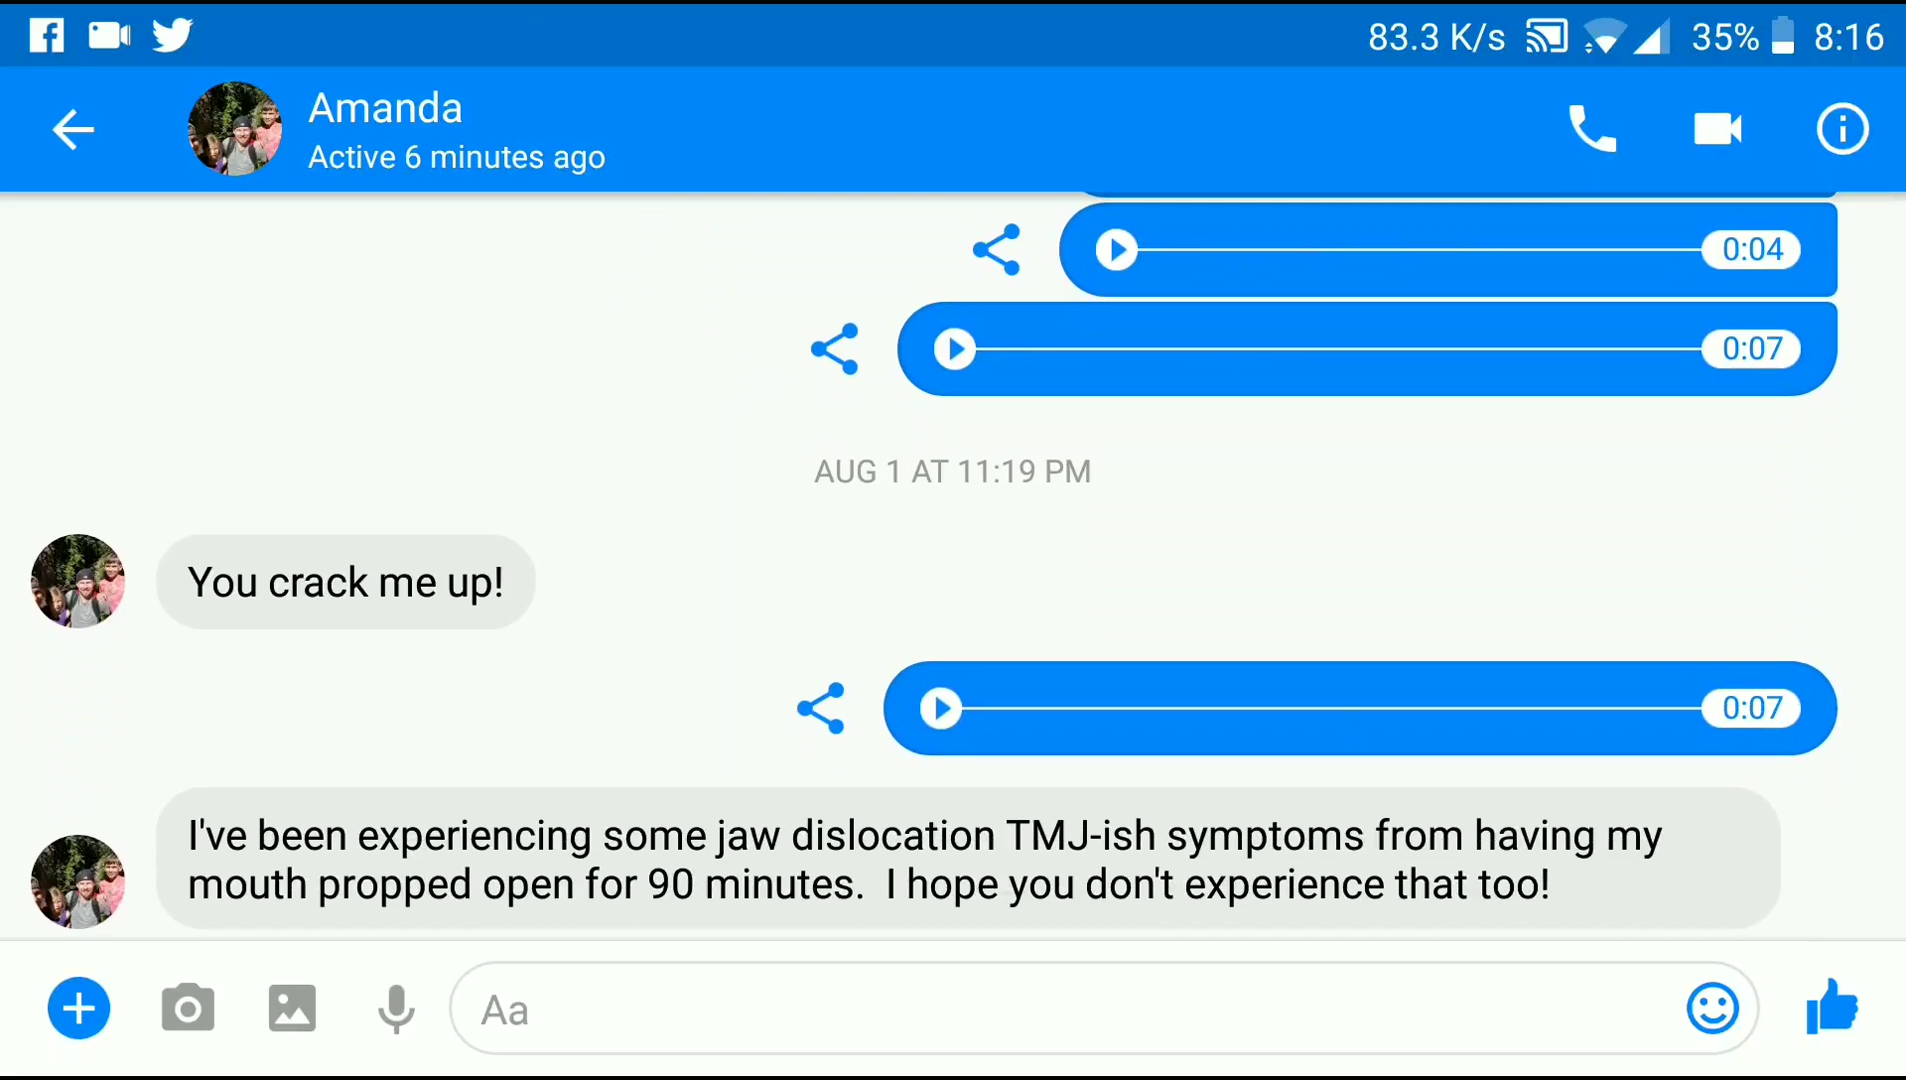 83.3 K/s 35% 8:16
Amanda
Active 6 minutes ago
0:04
0:07
AUG 1 AT 11:19 PM
You crack me up!
0:07
I've been experiencing some jaw dislocation TMJ-ish symptoms from having my
mouth propped open for 90 minutes.  I hope you don't experience that too!
Aa